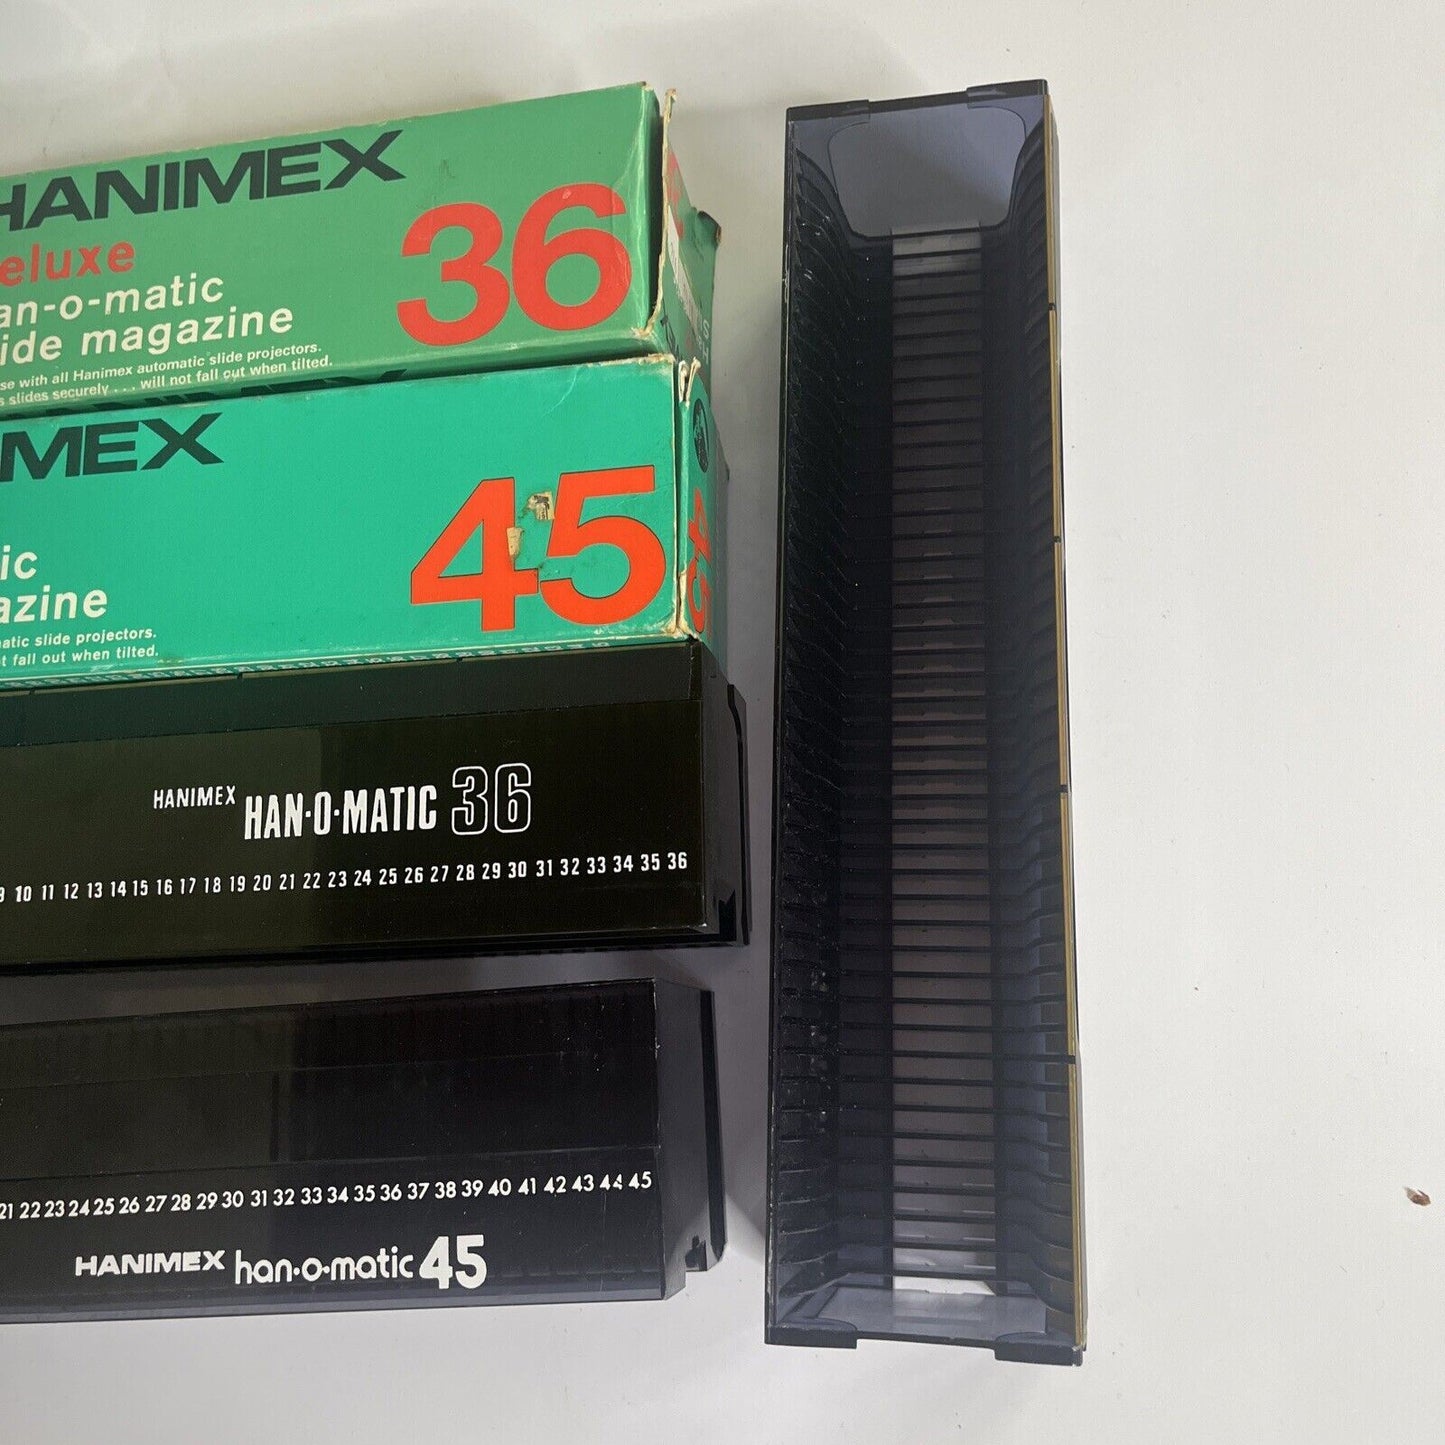 HANIMEX
eluxe
an-o-matic
ide magazine
36
se with all Hanimex automatic slide projectors.
s slides securely . . . will not fall out when tilted.
MEX
ic
azine
45
atic slide projectors.
t fall out when tilted.
45
HANIMEX HAN·O·MATIC 36
9 10 11 12 13 14 15 16 17 18 19 20 21 22 23 24 25 26 27 28 29 30 31 32 33 34 35 36
21 22 23 24 25 26 27 28 29 30 31 32 33 34 35 36 37 38 39 40 41 42 43 44 45
HANIMEX han·o·matic 45